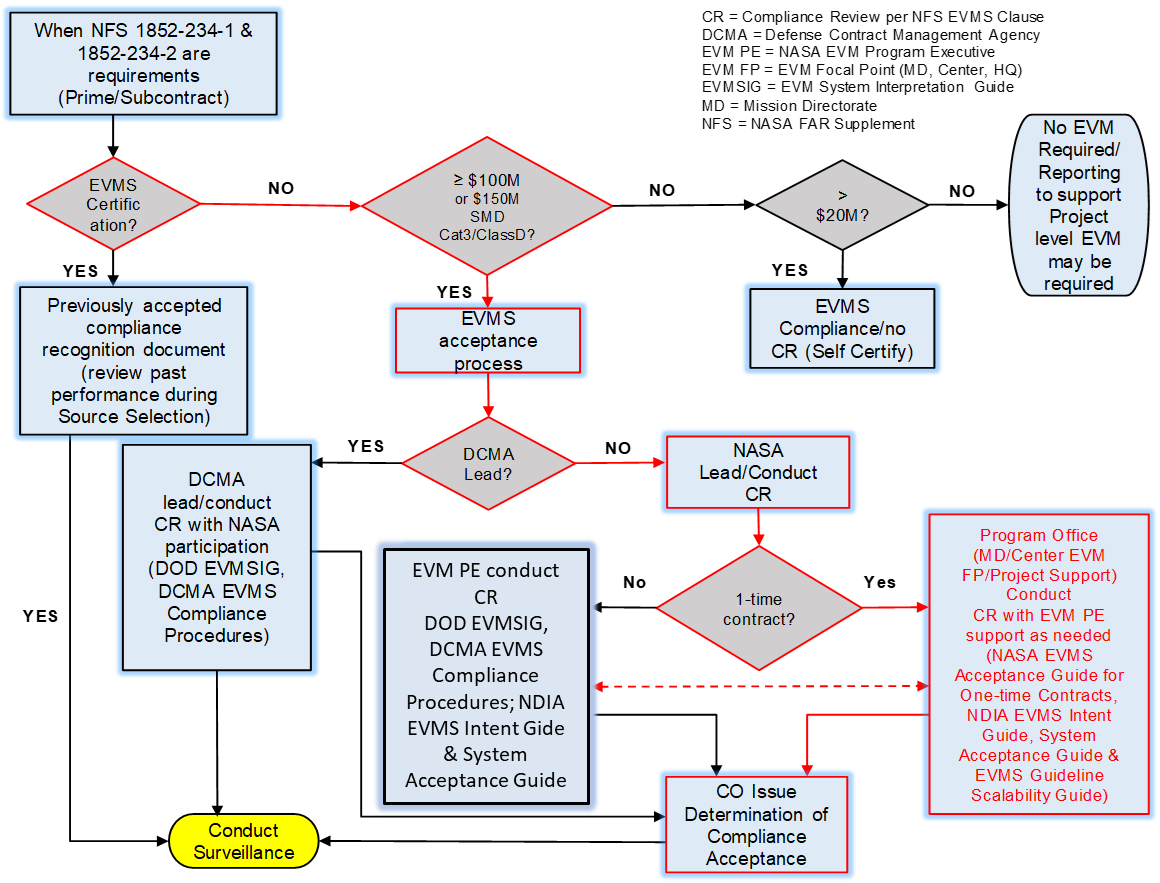 CR = Compliance Review per NFS EVMS Clause
DCMA = Defense Contract Management Agency
EVM PE = NASA EVM Program Executive
EVM FP = EVM Focal Point (MD, Center, HQ)
EVMSIG = EVM System Interpretation Guide
MD = Mission Directorate
NFS = NASA FAR Supplement
When NFS 1852-234-1 &
1852-234-2 are
requirements
(Prime/Subcontract)
EVMS
Certific
ation?
NO
≥ $100M
or $150M
SMD
Cat3/ClassD?
NO
>
$20M?
NO
No EVM
Required/
Reporting
to support
Project
level EVM
may be
required
YES
YES
YES
Previously accepted
compliance
recognition document
(review past
performance during
Source Selection)
EVMS
acceptance
process
EVMS
Compliance/no
CR (Self Certify)
YES
DCMA
Lead?
NO
NASA
Lead/Conduct
CR
DCMA
lead/conduct
CR with NASA
participation
(DOD EVMSIG,
DCMA EVMS
Compliance
Procedures)
YES
EVM PE conduct
CR
DOD EVMSIG,
DCMA EVMS
Compliance
Procedures; NDIA
EVMS Intent Gide
& System
Acceptance Guide
No
1-time
contract?
Yes
Program Office
(MD/Center EVM
FP/Project Support)
Conduct
CR with EVM PE
support as needed
(NASA EVMS
Acceptance Guide for
One-time Contracts,
NDIA EVMS Intent
Guide, System
Acceptance Guide &
EVMS Guideline
Scalability Guide)
CO Issue
Determination of
Compliance
Acceptance
Conduct
Surveillance